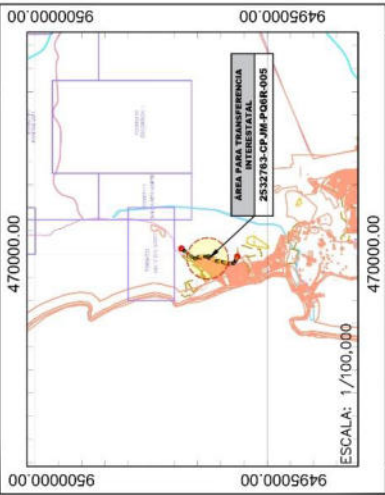 470000.00
9500000.00
9500000.00
ÁREA PARA TRANSFERENCIA
INTERESTATAL
2532763-CPJM-PQ6R-005
9495000.00
9495000.00
ESCALA: 1/100,000
470000.00